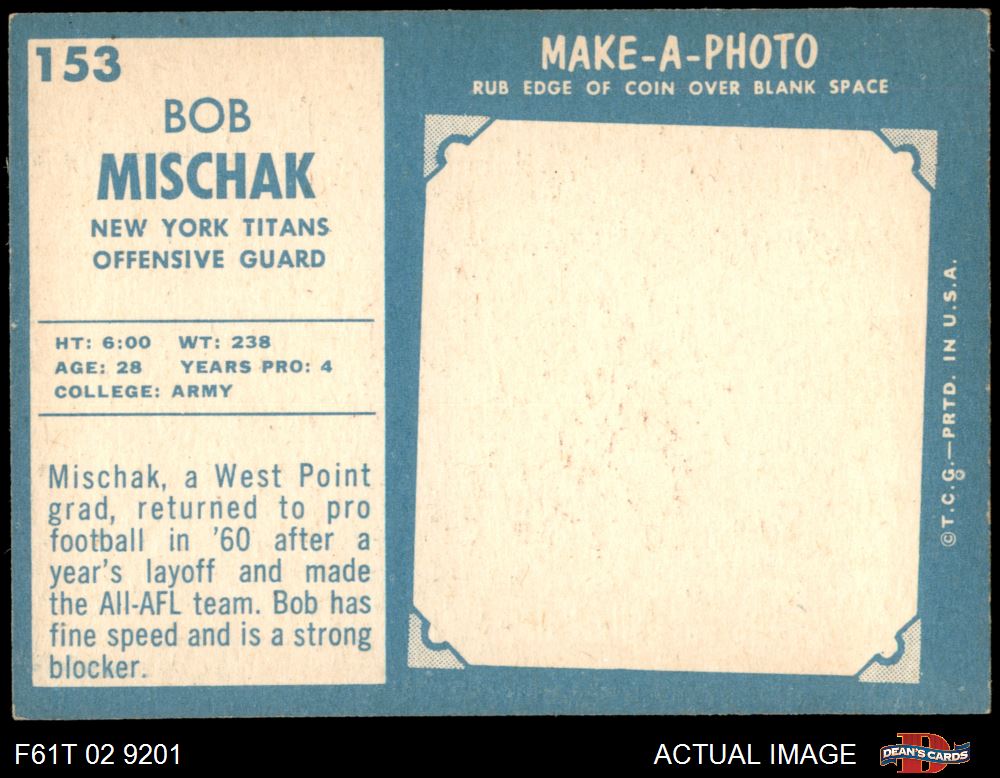 153
BOB
MISCHAK
NEW YORK TITANS
OFFENSIVE GUARD
HT: 6:00 WT: 238
AGE: 28 YEARS PRO: 4
COLLEGE: ARMY
Mischak, a West Point
grad, returned to pro
football in '60 after a
year's layoff and made
the All-AFL team. Bob has
fine speed and is a strong
blocker.
MAKE-A-PHOTO
RUB EDGE OF COIN OVER BLANK SPACE
©T.C.G.—PRTD. IN U.S.A.
F61T 02 9201
ACTUAL IMAGE
DEAN'S CARDS